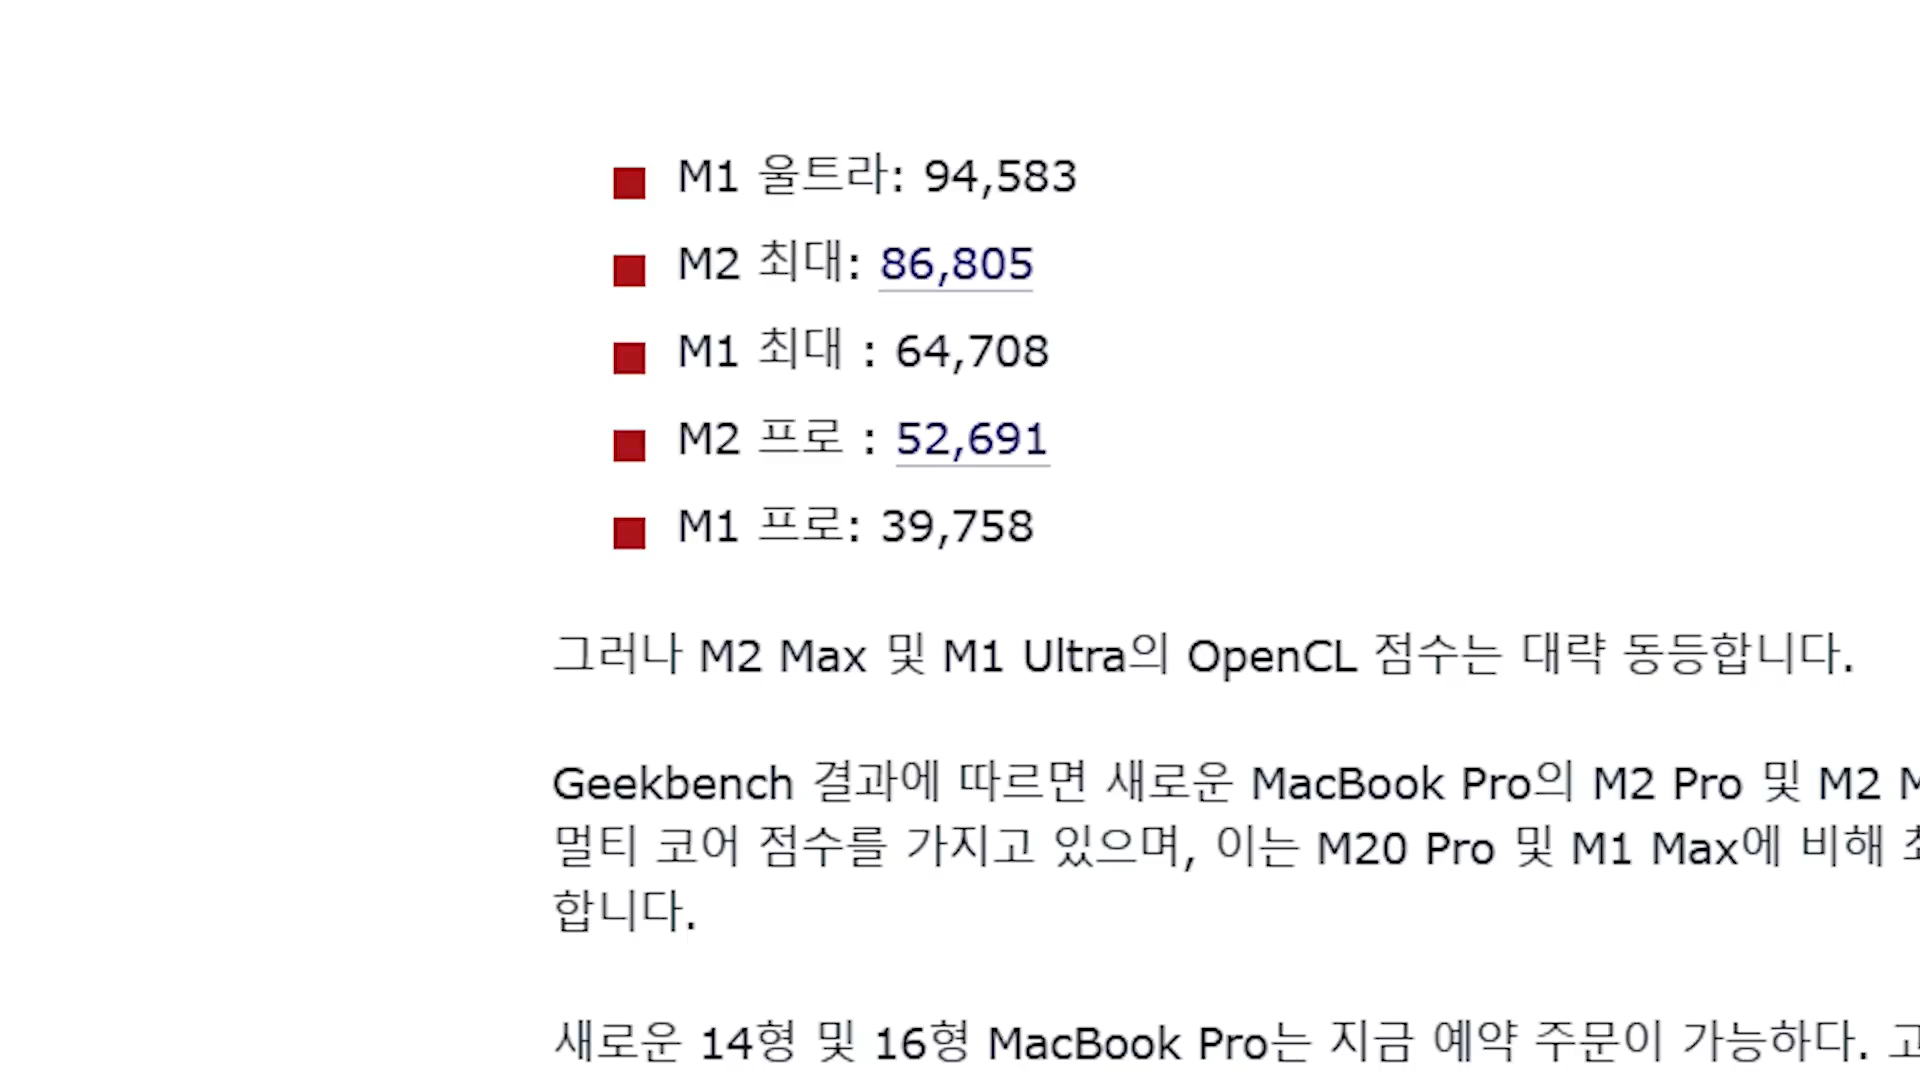 M1 울트라: 94,583
M2 최대: 86,805
M1 최대 : 64,708
M2 프로 : 52,691
M1 프로: 39,758
그러나 M2 Max 및 M1 Ultra의 OpenCL 점수는 대략 동등합니다.
Geekbench 결과에 따르면 새로운 MacBook Pro의 M2 Pro 및 M2
멀티 코어 점수를 가지고 있으며, 이는 M20 Pro 및 M1 Max에 비해
합니다.
새로운 14형 및 16형 MacBook Pro는 지금 예약 주문이 가능하다.